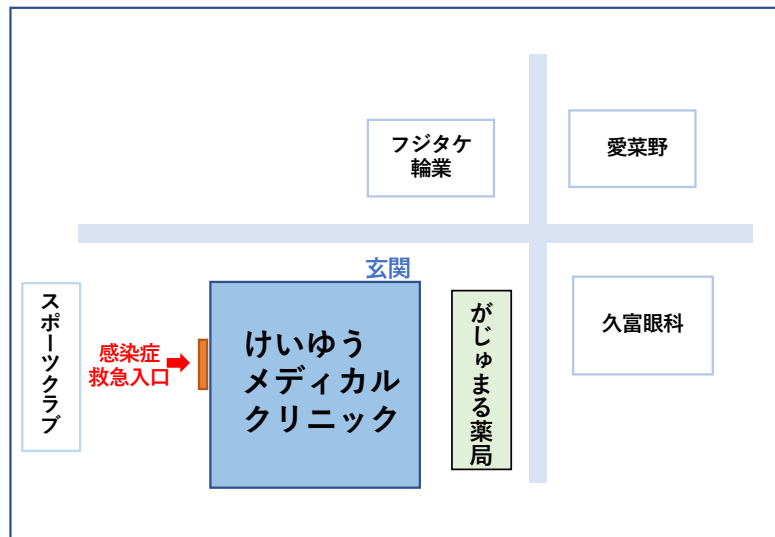 フジタケ
輪業
愛菜野
玄関
スポーツクラブ
感染症
救急入口
けいゆう
メディカル
クリニック
がじゅまる薬局
久富眼科